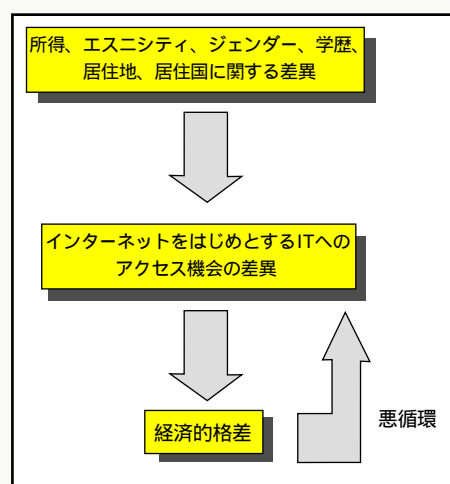 所得、エスニシティ、ジェンダー、学歴、
居住地、居住国に関する差異
インターネットをはじめとするITへの
アクセス機会の差異
経済的格差
悪循環